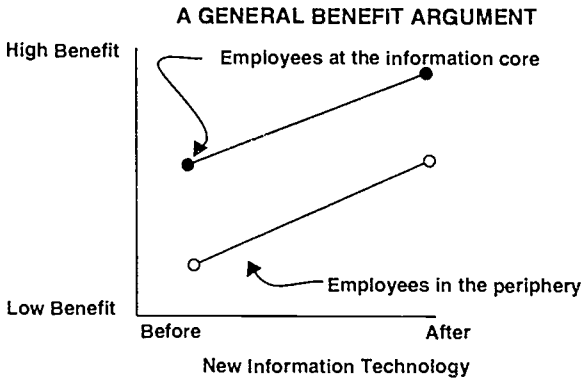 A GENERAL BENEFIT ARGUMENT
High Benefit
Employees at the information core
Employees in the periphery
Low Benefit
Before
After
New Information Technology